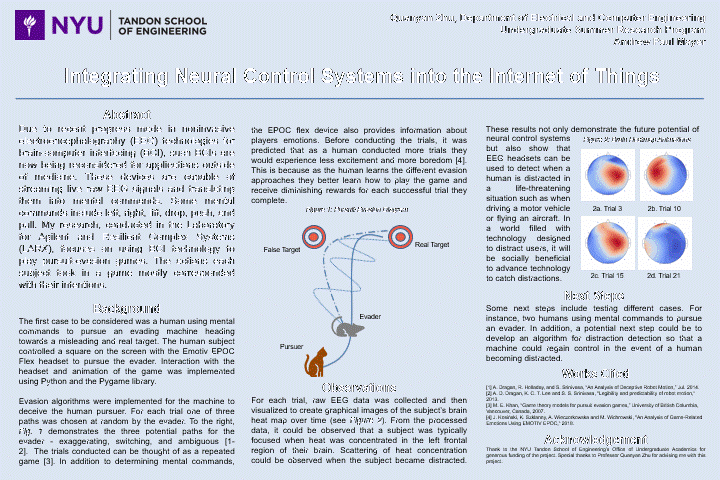 NYU
TANDON SCHOOL
OF ENGINEERING
Quanyan Zhu, Department of Electrical and Computer Engineering
Undergraduate Summer Research Program
Andrew Paul Mayer
Integrating Neural Control Systems into the Internet of Things
Abstract
Due to recent progress made in noninvasive
electroencephalography (EEG) technologies for
brain-computer interfacing (BCI), such BCIs are
now being reconsidered for applications outside
of medicine. These devices are capable of
streaming live raw EEG signals and translating
them into mental commands. Some mental
commands include left, right, lift, drop, push, and
pull. My research, conducted in the Laboratory
for Agile and Resilient Complex Systems
(LARX), focuses on using BCI technology to
play pursuit-evasion games. The actions each
subject took in a game mostly corresponded
with their intentions.
Background
The first case to be considered was a human using mental
commands to pursue an evading machine heading
towards a misleading and real target. The human subject
controlled a square on the screen with the Emotiv EPOC
Flex headset to pursue the evader. Interaction with the
headset and animation of the game was implemented
using Python and the Pygame library.
Evasion algorithms were implemented for the machine to
deceive the human pursuer. For each trial one of three
paths was chosen at random by the evader. To the right,
fig. 1 demonstrates the three potential paths for the
evader - exaggerating, switching, and ambiguous [1-
2]. The trials conducted can be thought of as a repeated
game [3]. In addition to determining mental commands,
the EPOC flex device also provides information about
players emotions. Before conducting the trials, it was
predicted that as a human conducted more trials they
would experience less excitement and more boredom [4].
This is because as the human learns the different evasion
approaches they better learn how to play the game and
receive diminishing rewards for each successful trial they
complete.
Figure 1: Pursuit-Evasion Diagram
False Target
Real Target
Evader
Pursuer
Observations
For each trial, raw EEG data was collected and then
visualized to create graphical images of the subject's brain
heat map over time (see Figure 2). From the processed
data, it could be observed that a subject was typically
focused when heat was concentrated in the left frontal
region of their brain. Scattering of heat concentration
could be observed when the subject became distracted.
These results not only demonstrate the future potential of
neural control systems
but also show that
EEG headsets can be
used to detect when a
human is distracted in
life-threatening
situation such as when
driving a motor vehicle
or flying an aircraft. In
a world filled with
technology designed
to distract users, it will
be socially beneficial
to advance technology
to catch distractions.
2a. Trial 3
2b. Trial 10
2c. Trial 15
2d. Trial 21
Next Steps
Some next steps include testing different cases. For
instance, two humans using mental commands to pursue
an evader. In addition, a potential next step could be to
develop an algorithm for distraction detection so that a
machine could regain control in the event of a human
becoming distracted.
Works Cited
[1] A. Dragan, R. Holladay, and S. Srinivasa, "An Analysis of Deceptive Robot Motion," Jul. 2014.
[2] A. D. Dragan, K. C. T. Lee and S. S. Srinivasa, "Legibility and predictability of robot motion,"
2013.
[3] M. E. Khan, "Game theory models for pursuit evasion games," University of British Columbia,
Vancouver, Canada, 2007.
[4] J. Kosiński, K. Szklanny, A. Wieczorkowska and M. Wichrowski, "An Analysis of Game-Related
Emotions Using EMOTIV EPOC," 2018.
Acknowledgement
Thank to the NYU Tandon School of Engineering's Office of Undergraduate Academics for
generous funding of the project. Special thanks to Professor Quanyan Zhu for advising me with this
project.